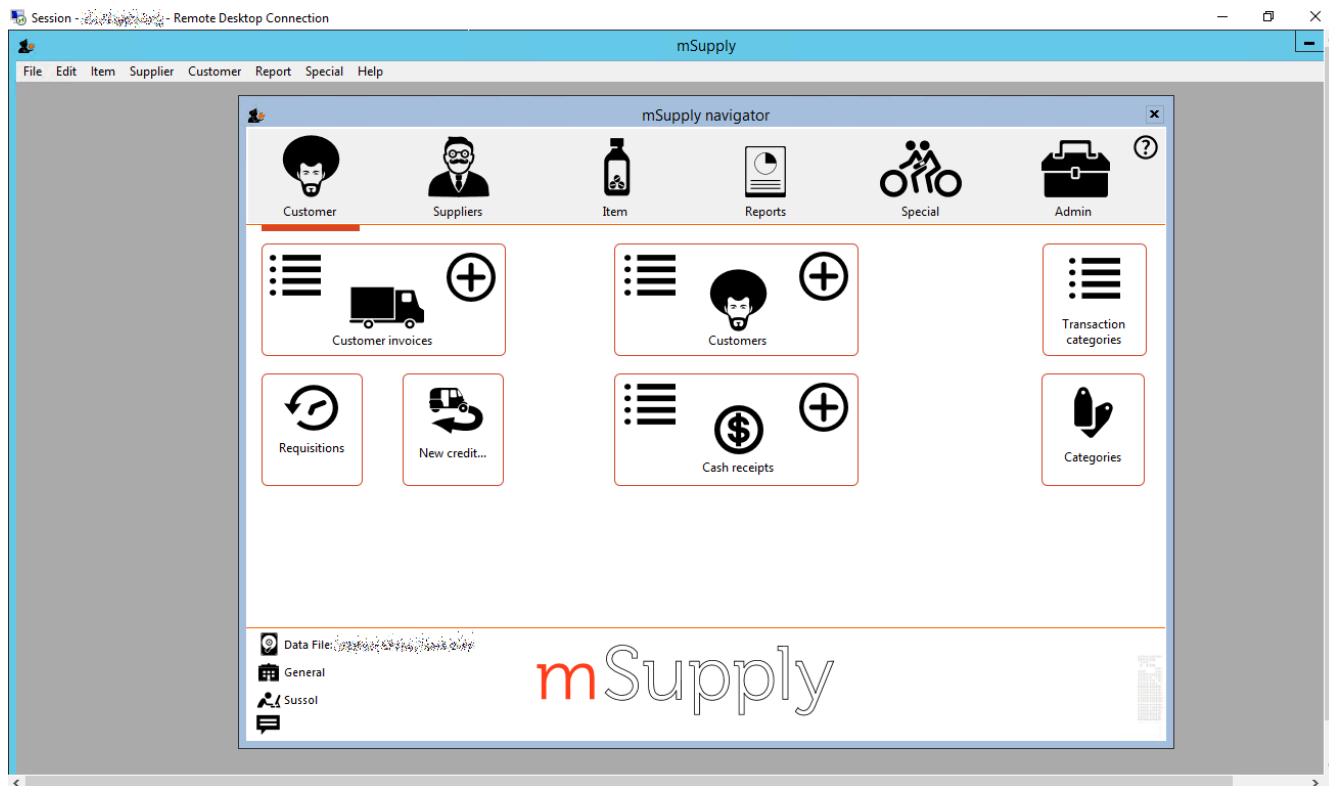 Session - - Remote Desktop Connection
mSupply
File Edit Item Supplier Customer Report Special Help
mSupply navigator
?
Customer Suppliers Item Reports Special Admin
Customer invoices
Customers
Transaction
categories
Requisitions
New credit...
$
Cash receipts
Categories
Data File:
General
Sussol
mSupply